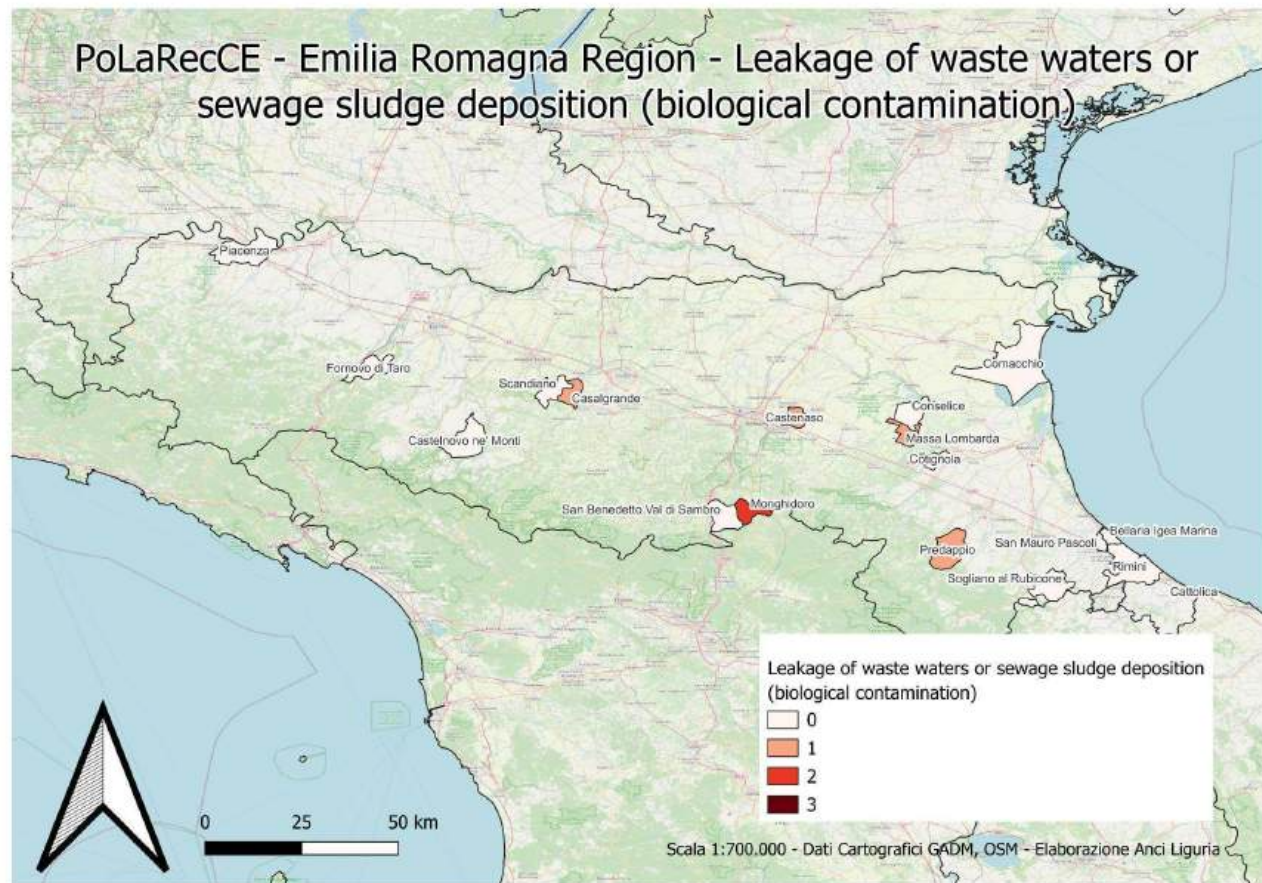 PoLaRecCE - Emilia Romagna Region - Leakage of waste waters or
sewage sludge deposition (biological contamination)
Piacenza
Comacchio
Fornovo di Taro
Scandiano
Casalgrande
Conselice
Castenaso
Castelnovo ne' Monti
Massa Lombarda
Cotignola
San Benedetto Val di Sambro
Monghidoro
Bellaria Igea Marina
San Mauro Pascoli
Predappio
Rimini
Sogliano al Rubicone
Cattolica
Leakage of waste waters or sewage sludge deposition
(biological contamination)
0
1
2
3
0 25 50 km
Scala 1:700.000 - Dati Cartografici GADM, OSM - Elaborazione Anci Liguria